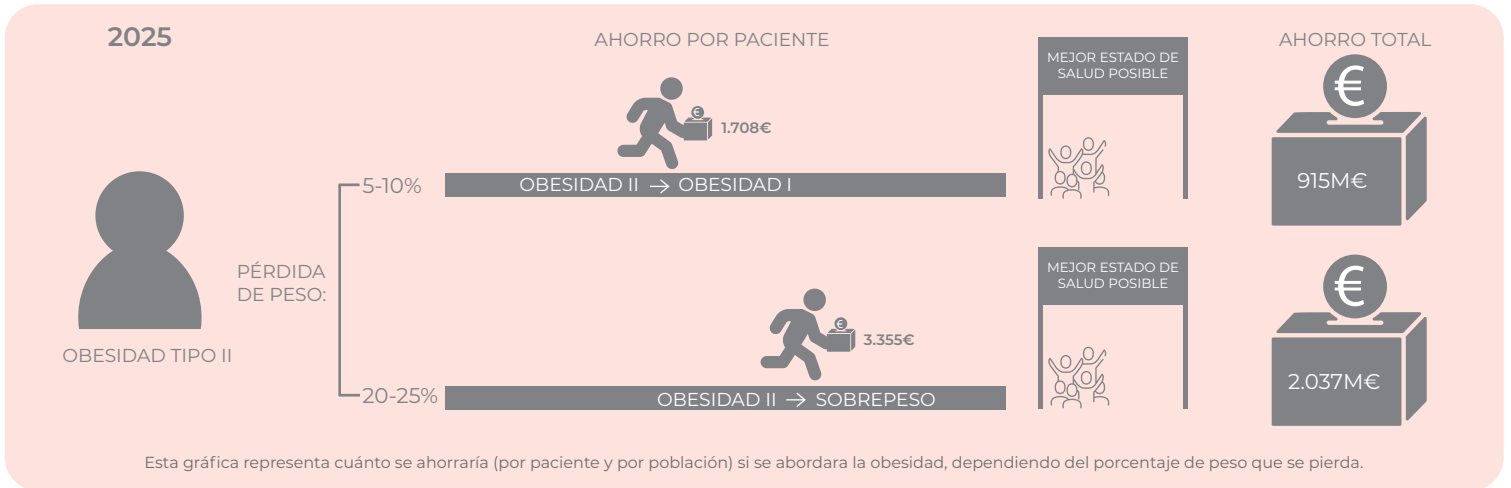 2025
AHORRO POR PACIENTE
MEJOR ESTADO DE
SALUD POSIBLE
AHORRO TOTAL
€
€
1.708€
5-10%
OBESIDAD II → OBESIDAD I
915M€
PÉRDIDA
DE PESO:
OBESIDAD TIPO II
MEJOR ESTADO DE
SALUD POSIBLE
€
€
3.355€
20-25%
OBESIDAD II → SOBREPESO
2.037M€
Esta gráfica representa cuánto se ahorraría (por paciente y por población) si se abordara la obesidad, dependiendo del porcentaje de peso que se pierda.